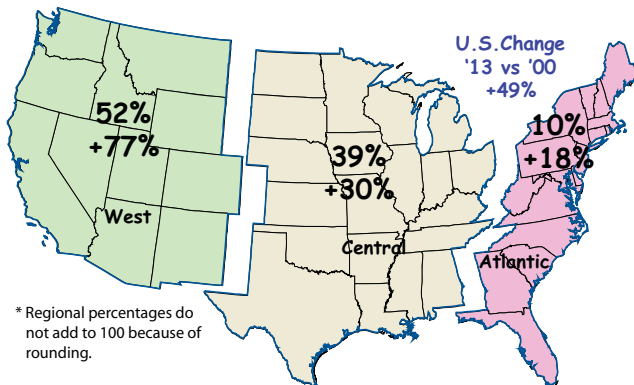 U.S.Change
'13 vs '00
+49%
52%
+77%
West
39%
+30%
Central
10%
+18%
Atlantic
* Regional percentages do
not add to 100 because of
rounding.